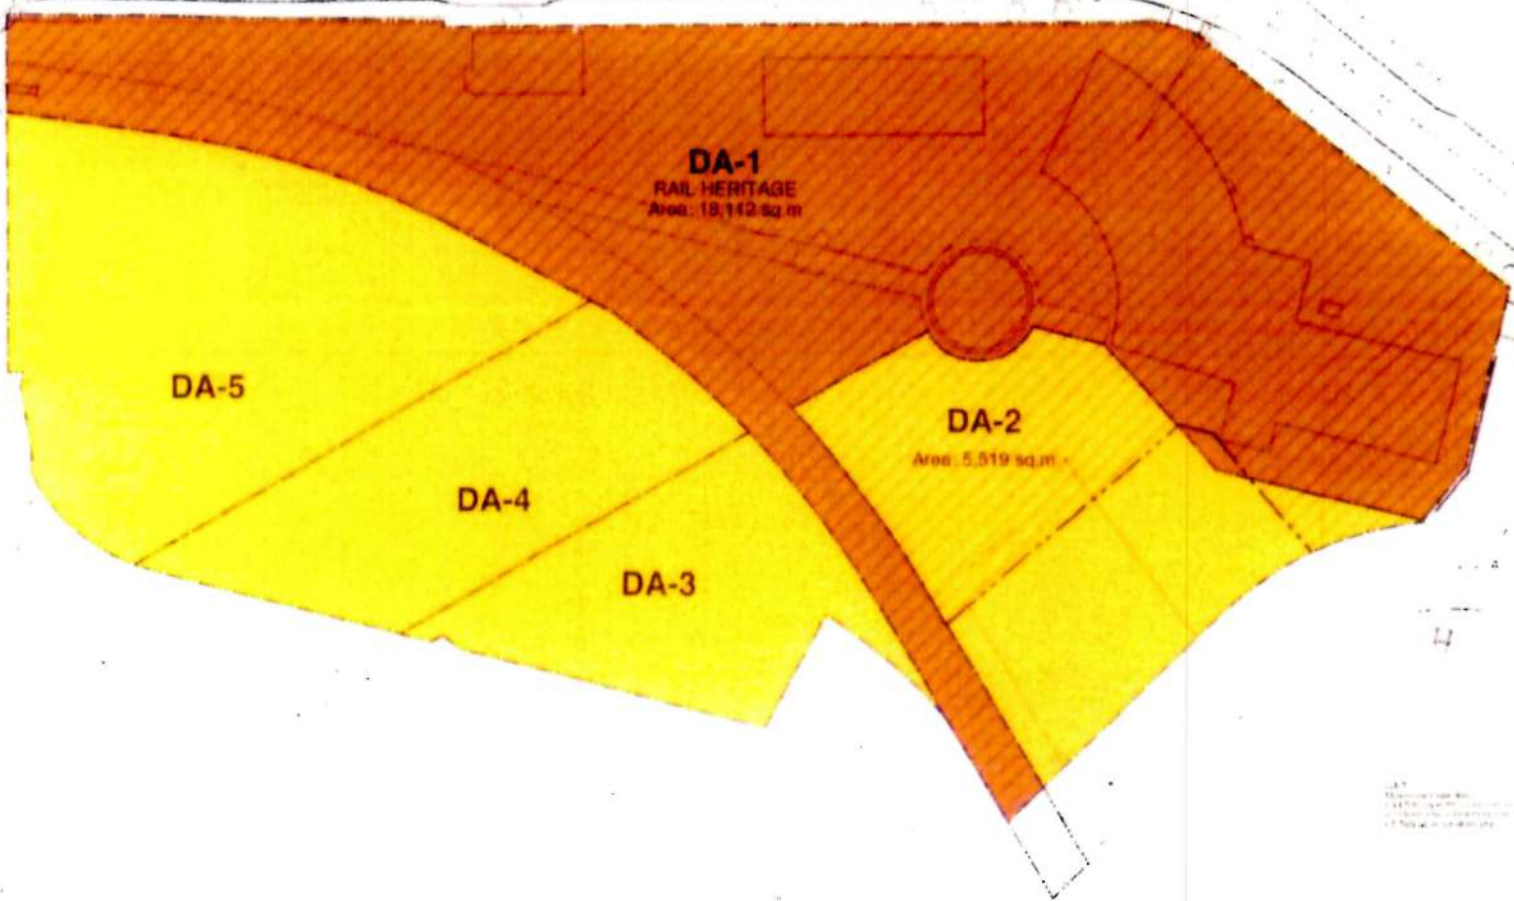 DA-1
RAIL HERITAGE
Area: 18,112 sq.m
DA-5
DA-2
Area: 5,519 sq.m
DA-4
DA-3